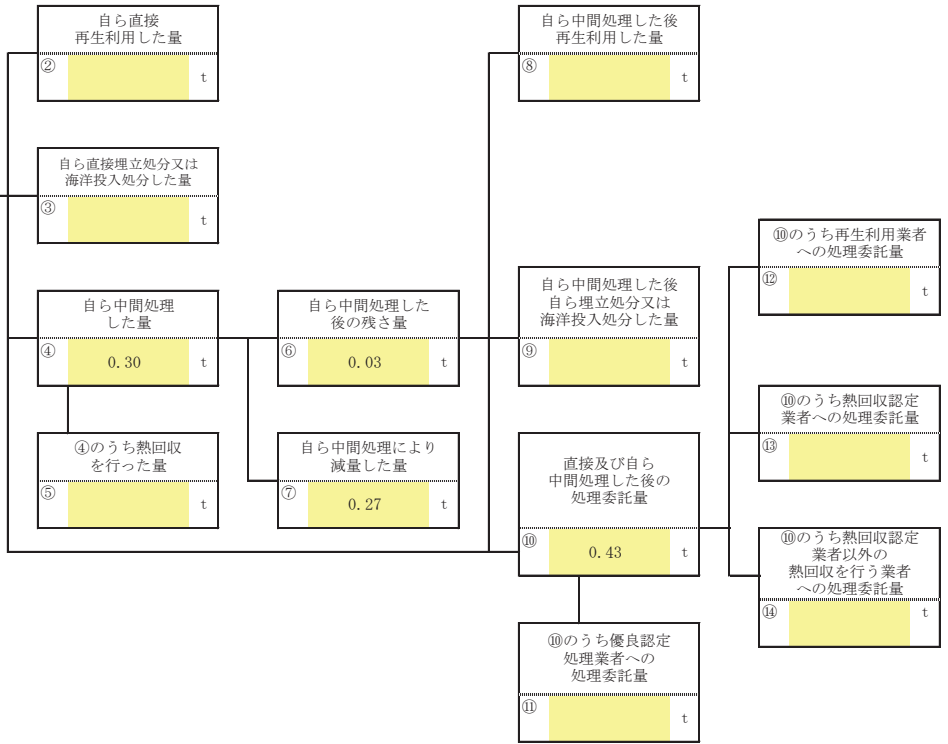 自ら直接
再生利用した量
②
t
自ら直接埋立処分又は
海洋投入処分した量
③
t
自ら中間処理
した量
④
0.30
t
④のうち熱回収
を行った量
⑤
t
自ら中間処理した
後の残さ量
⑥
0.03
t
自ら中間処理により
減量した量
⑦
0.27
t
自ら中間処理した後
再生利用した量
⑧
t
自ら中間処理した後
自ら埋立処分又は
海洋投入処分した量
⑨
t
直接及び自ら
中間処理した後の
処理委託量
⑩
0.43
t
⑩のうち優良認定
処理業者への
処理委託量
⑪
t
⑩のうち再生利用業者
への処理委託量
⑫
t
⑩のうち熱回収認定
業者への処理委託量
⑬
t
⑩のうち熱回収認定
業者以外の
熱回収を行う業者
への処理委託量
⑭
t